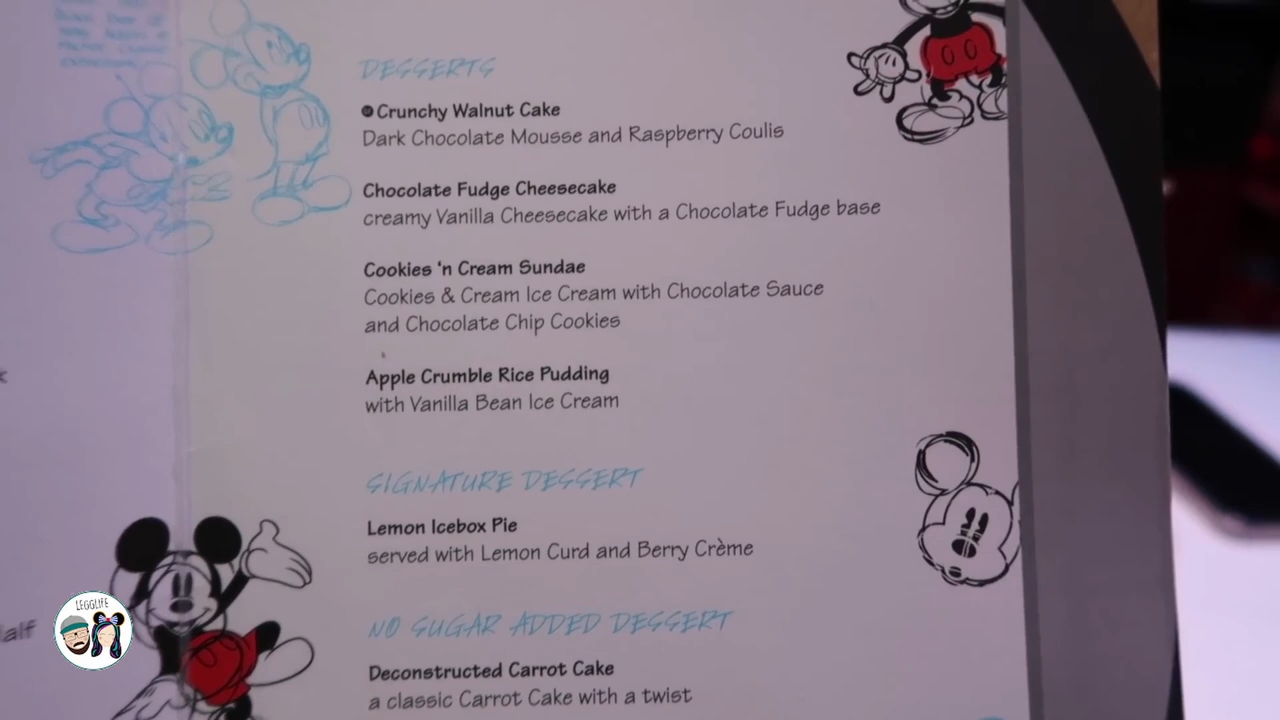 DESSERTS
Crunchy Walnut Cake
Dark Chocolate Mousse and Raspberry Coulis
Chocolate Fudge Cheesecake
creamy Vanilla Cheesecake with a Chocolate Fudge base
Cookies 'n Cream Sundae
Cookies & Cream Ice Cream with Chocolate Sauce
and Chocolate Chip Cookies
Apple Crumble Rice Pudding
with Vanilla Bean Ice Cream
SIGNATURE DESSERT
Lemon Icebox Pie
served with Lemon Curd and Berry Crème
NO SUGAR ADDED DESSERT
Deconstructed Carrot Cake
a classic Carrot Cake with a twist
LEGGLIFE